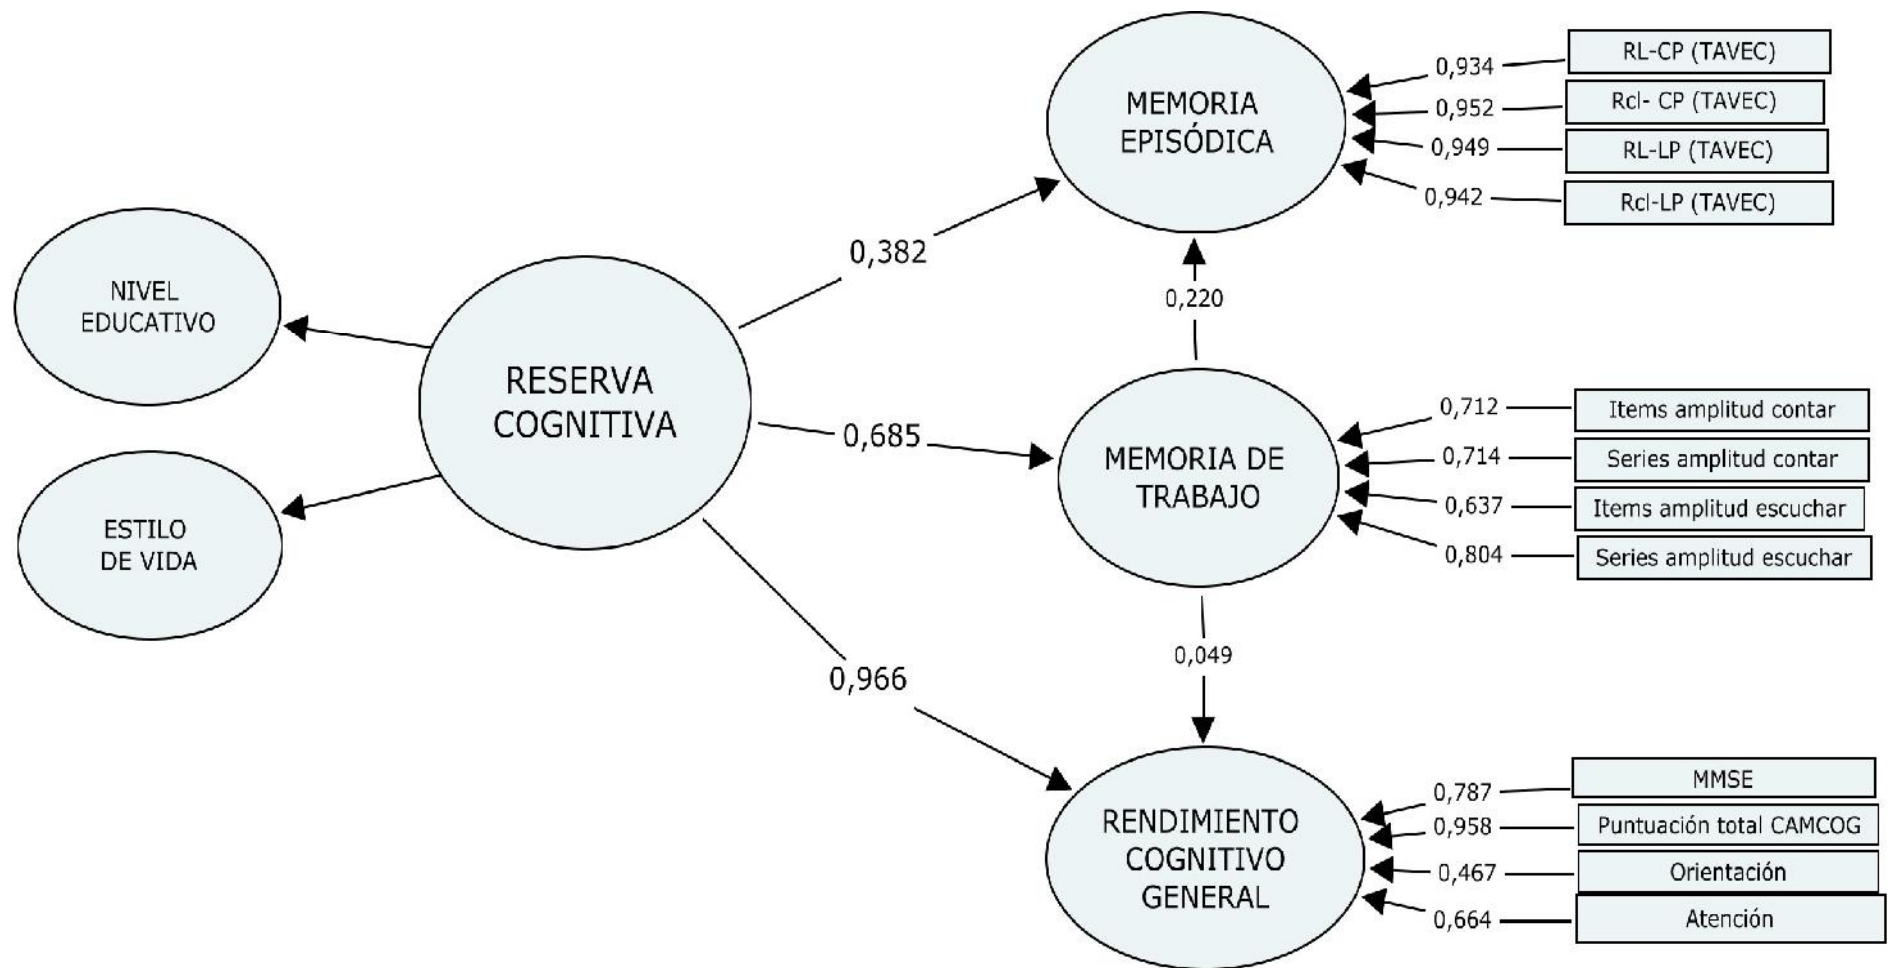 NIVEL
EDUCATIVO
ESTILO
DE VIDA
RESERVA
COGNITIVA
0,382
0,685
0,966
MEMORIA
EPISÓDICA
0,934
RL-CP (TAVEC)
0,952
Rcl- CP (TAVEC)
0,949
RL-LP (TAVEC)
0,942
Rcl-LP (TAVEC)
0,220
MEMORIA DE
TRABAJO
0,712
Items amplitud contar
0,714
Series amplitud contar
0,637
Items amplitud escuchar
0,804
Series amplitud escuchar
0,049
RENDIMIENTO
COGNITIVO
GENERAL
0,787
MMSE
0,958
Puntuación total CAMCOG
0,467
Orientación
0,664
Atención